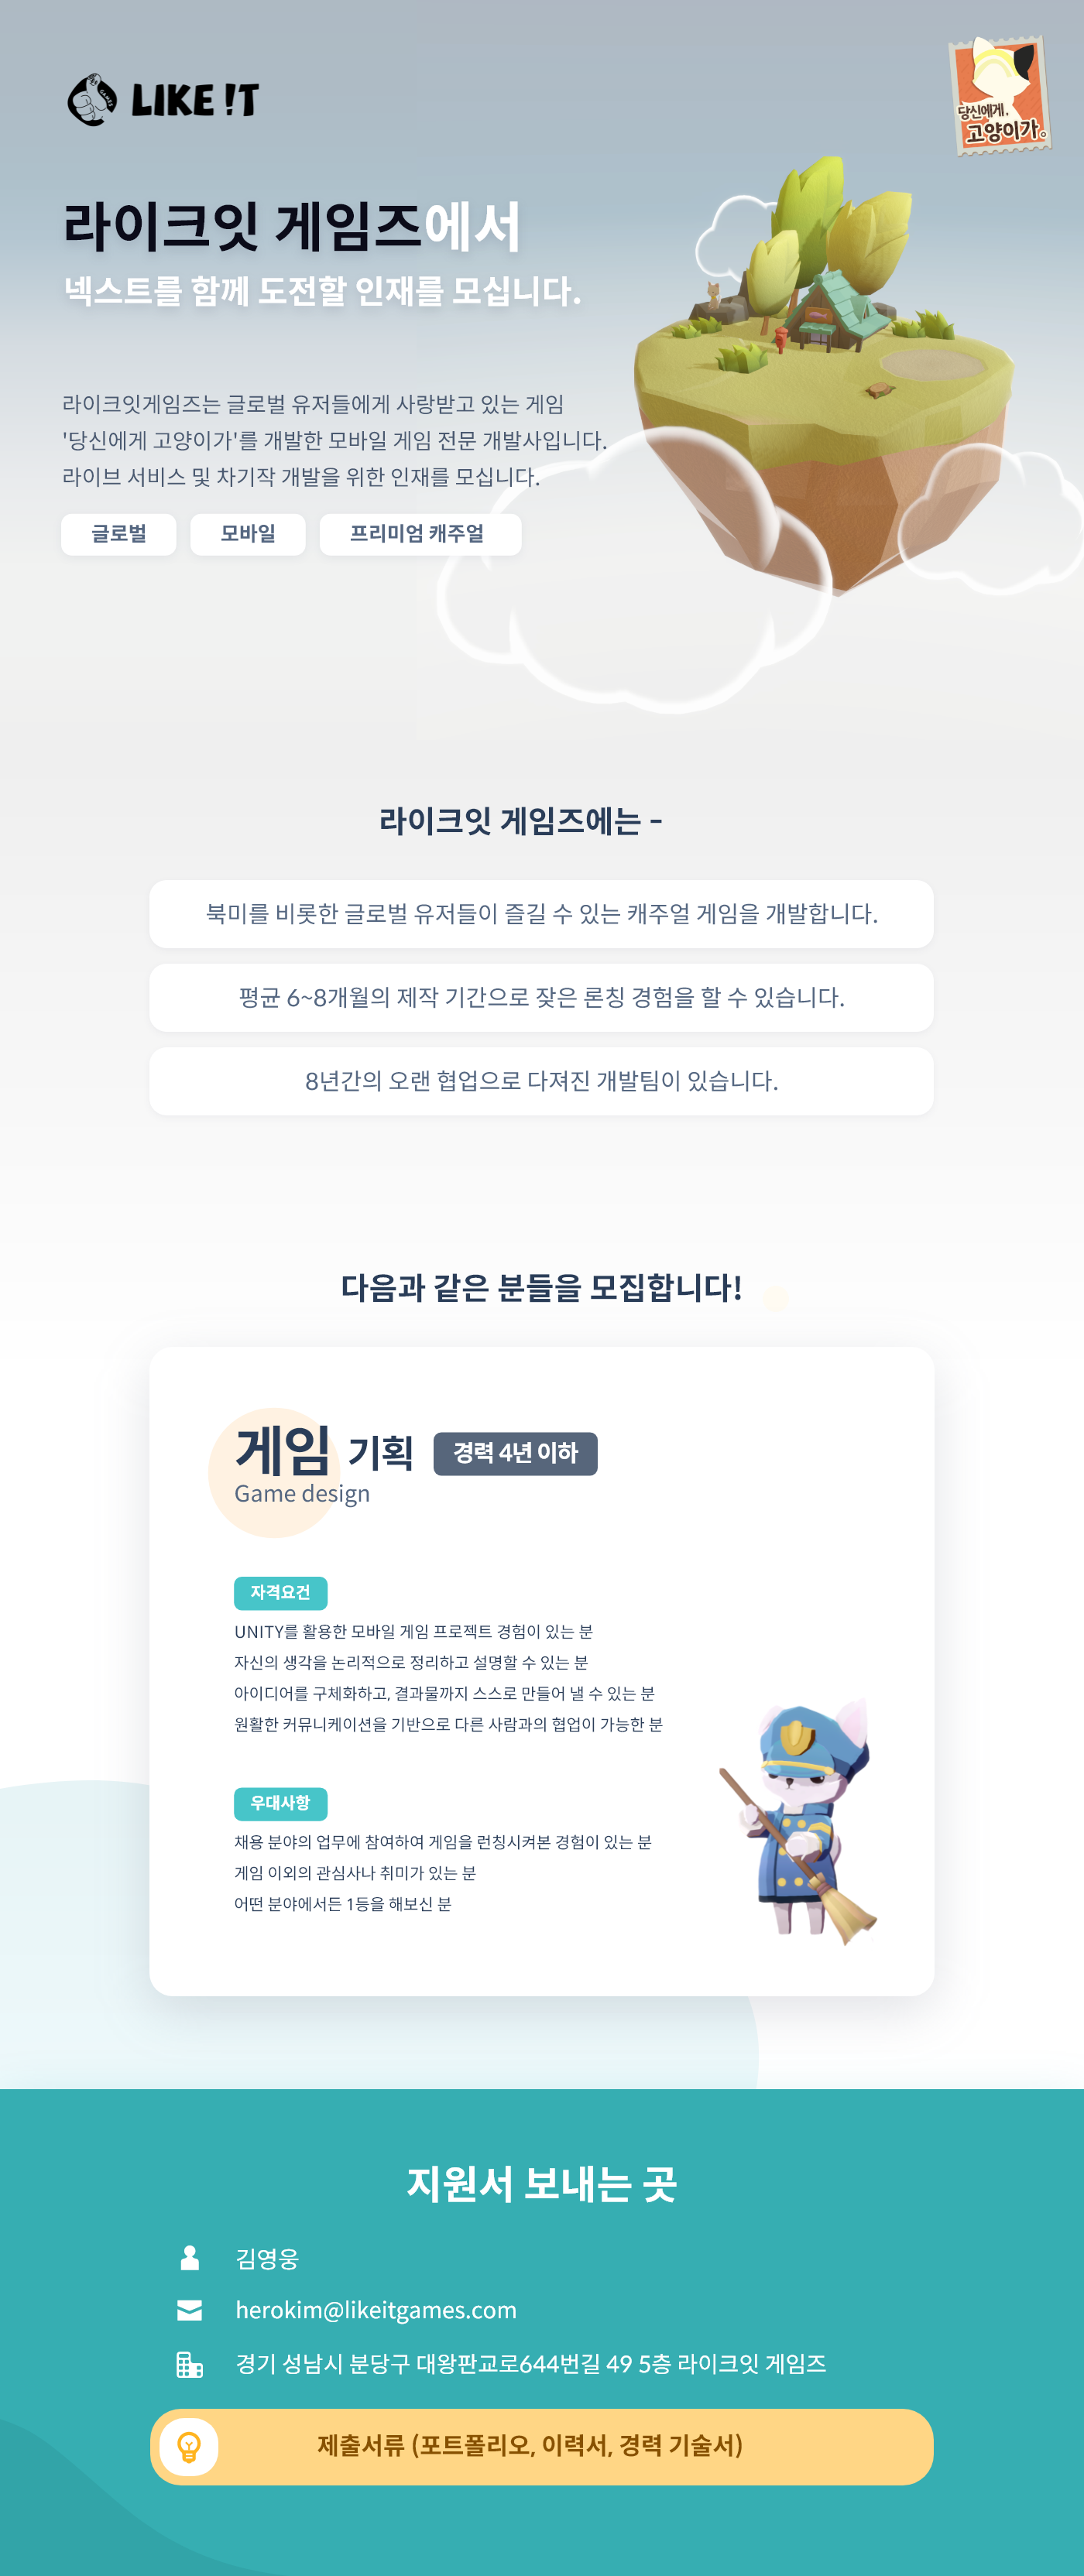 LIKE !T
당신에게,
고양이가。
라이크잇 게임즈에서
넥스트를 함께 도전할 인재를 모십니다.
라이크잇게임즈는 글로벌 유저들에게 사랑받고 있는 게임
'당신에게 고양이가'를 개발한 모바일 게임 전문 개발사입니다.
라이브 서비스 및 차기작 개발을 위한 인재를 모십니다.
글로벌 모바일 프리미엄 캐주얼
라이크잇 게임즈에는 -
북미를 비롯한 글로벌 유저들이 즐길 수 있는 캐주얼 게임을 개발합니다.
평균 6~8개월의 제작 기간으로 잦은 론칭 경험을 할 수 있습니다.
8년간의 오랜 협업으로 다져진 개발팀이 있습니다.
다음과 같은 분들을 모집합니다!
게임 기획 경력 4년 이하
Game design
자격요건
UNITY를 활용한 모바일 게임 프로젝트 경험이 있는 분
자신의 생각을 논리적으로 정리하고 설명할 수 있는 분
아이디어를 구체화하고, 결과물까지 스스로 만들어 낼 수 있는 분
원활한 커뮤니케이션을 기반으로 다른 사람과의 협업이 가능한 분
우대사항
채용 분야의 업무에 참여하여 게임을 런칭시켜본 경험이 있는 분
게임 이외의 관심사나 취미가 있는 분
어떤 분야에서든 1등을 해보신 분
지원서 보내는 곳
김영웅
herokim@likeitgames.com
경기 성남시 분당구 대왕판교로644번길 49 5층 라이크잇 게임즈
제출서류 (포트폴리오, 이력서, 경력 기술서)